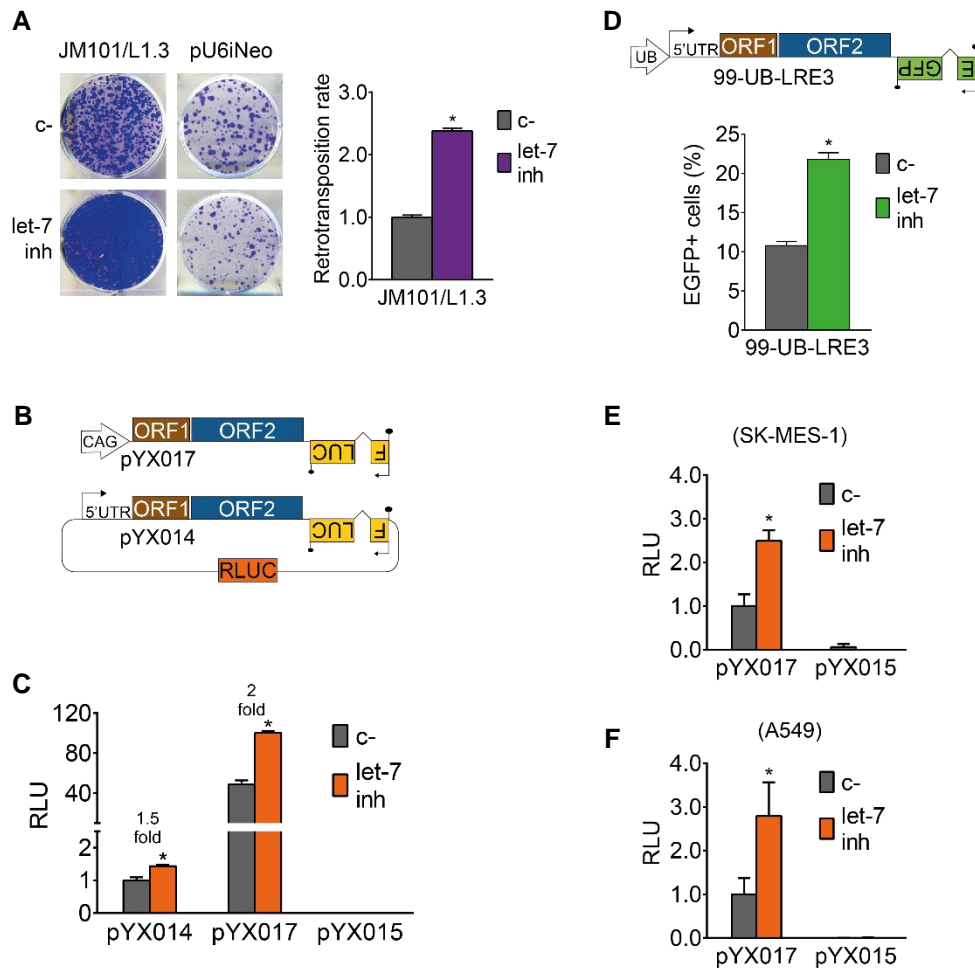 A
JM101/L1.3 pU6iNeo
c-
let-7
inh
Retrotransposition rate
3.0
2.0
1.0
0.0
*
JM101/L1.3
c-
let-7
inh
B
CAG
ORF1 ORF2
LUC F
pYX017
5'UTR
ORF1 ORF2
LUC F
pYX014
RLUC
C
RLU
120
80
40
2
1
0
1.5
fold
*
2
fold
*
pYX014 pYX017 pYX015
c-
let-7
inh
D
UB 5'UTR ORF1 ORF2
GFP E
99-UB-LRE3
EGFP+ cells (%)
25
20
15
10
5
0
*
99-UB-LRE3
c-
let-7
inh
E
(SK-MES-1)
RLU
4.0
3.0
2.0
1.0
0.0
*
pYX017 pYX015
c-
let-7
inh
F
(A549)
RLU
4.0
3.0
2.0
1.0
0.0
*
pYX017 pYX015
c-
let-7
inh